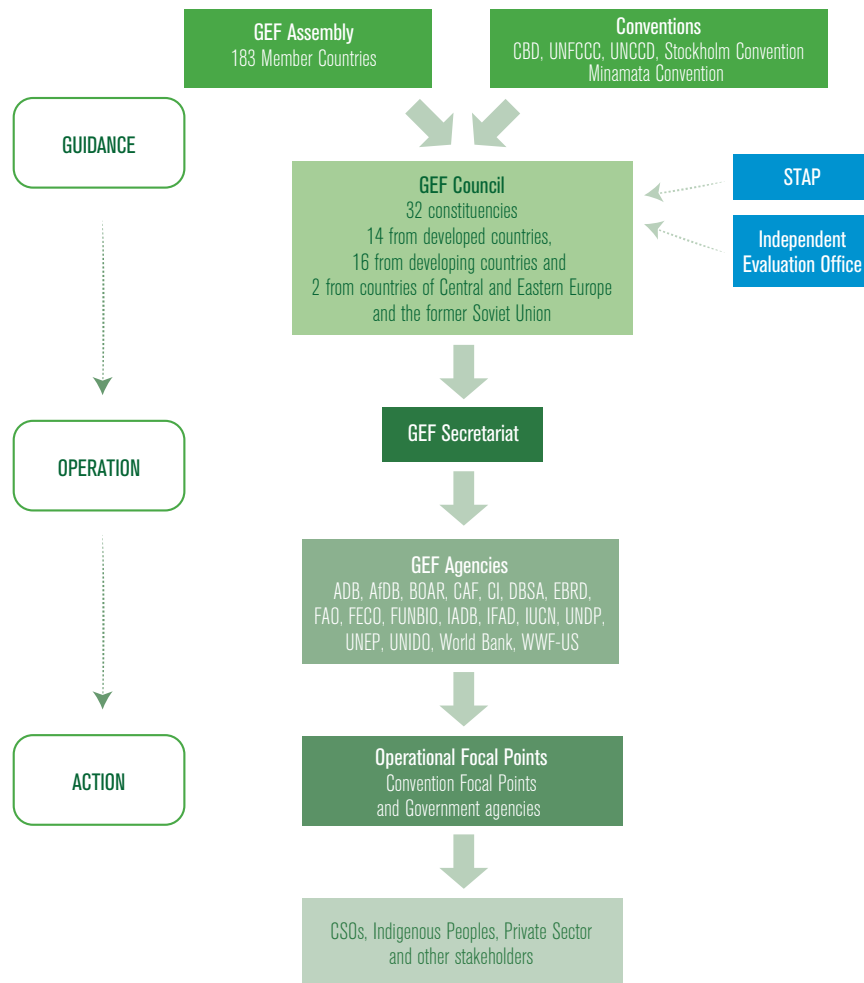 GEF Assembly
183 Member Countries
Conventions
CBD, UNFCCC, UNCCD, Stockholm Convention
Minamata Convention
GUIDANCE
GEF Council
32 constituencies
14 from developed countries,
16 from developing countries and
2 from countries of Central and Eastern Europe
and the former Soviet Union
STAP
Independent
Evaluation Office
OPERATION
GEF Secretariat
GEF Agencies
ADB, AfDB, BOAR, CAF, CI, DBSA, EBRD,
FAO, FECO, FUNBIO, IADB, IFAD, IUCN, UNDP,
UNEP, UNIDO, World Bank, WWF-US
ACTION
Operational Focal Points
Convention Focal Points
and Government agencies
CSOs, Indigenous Peoples, Private Sector
and other stakeholders